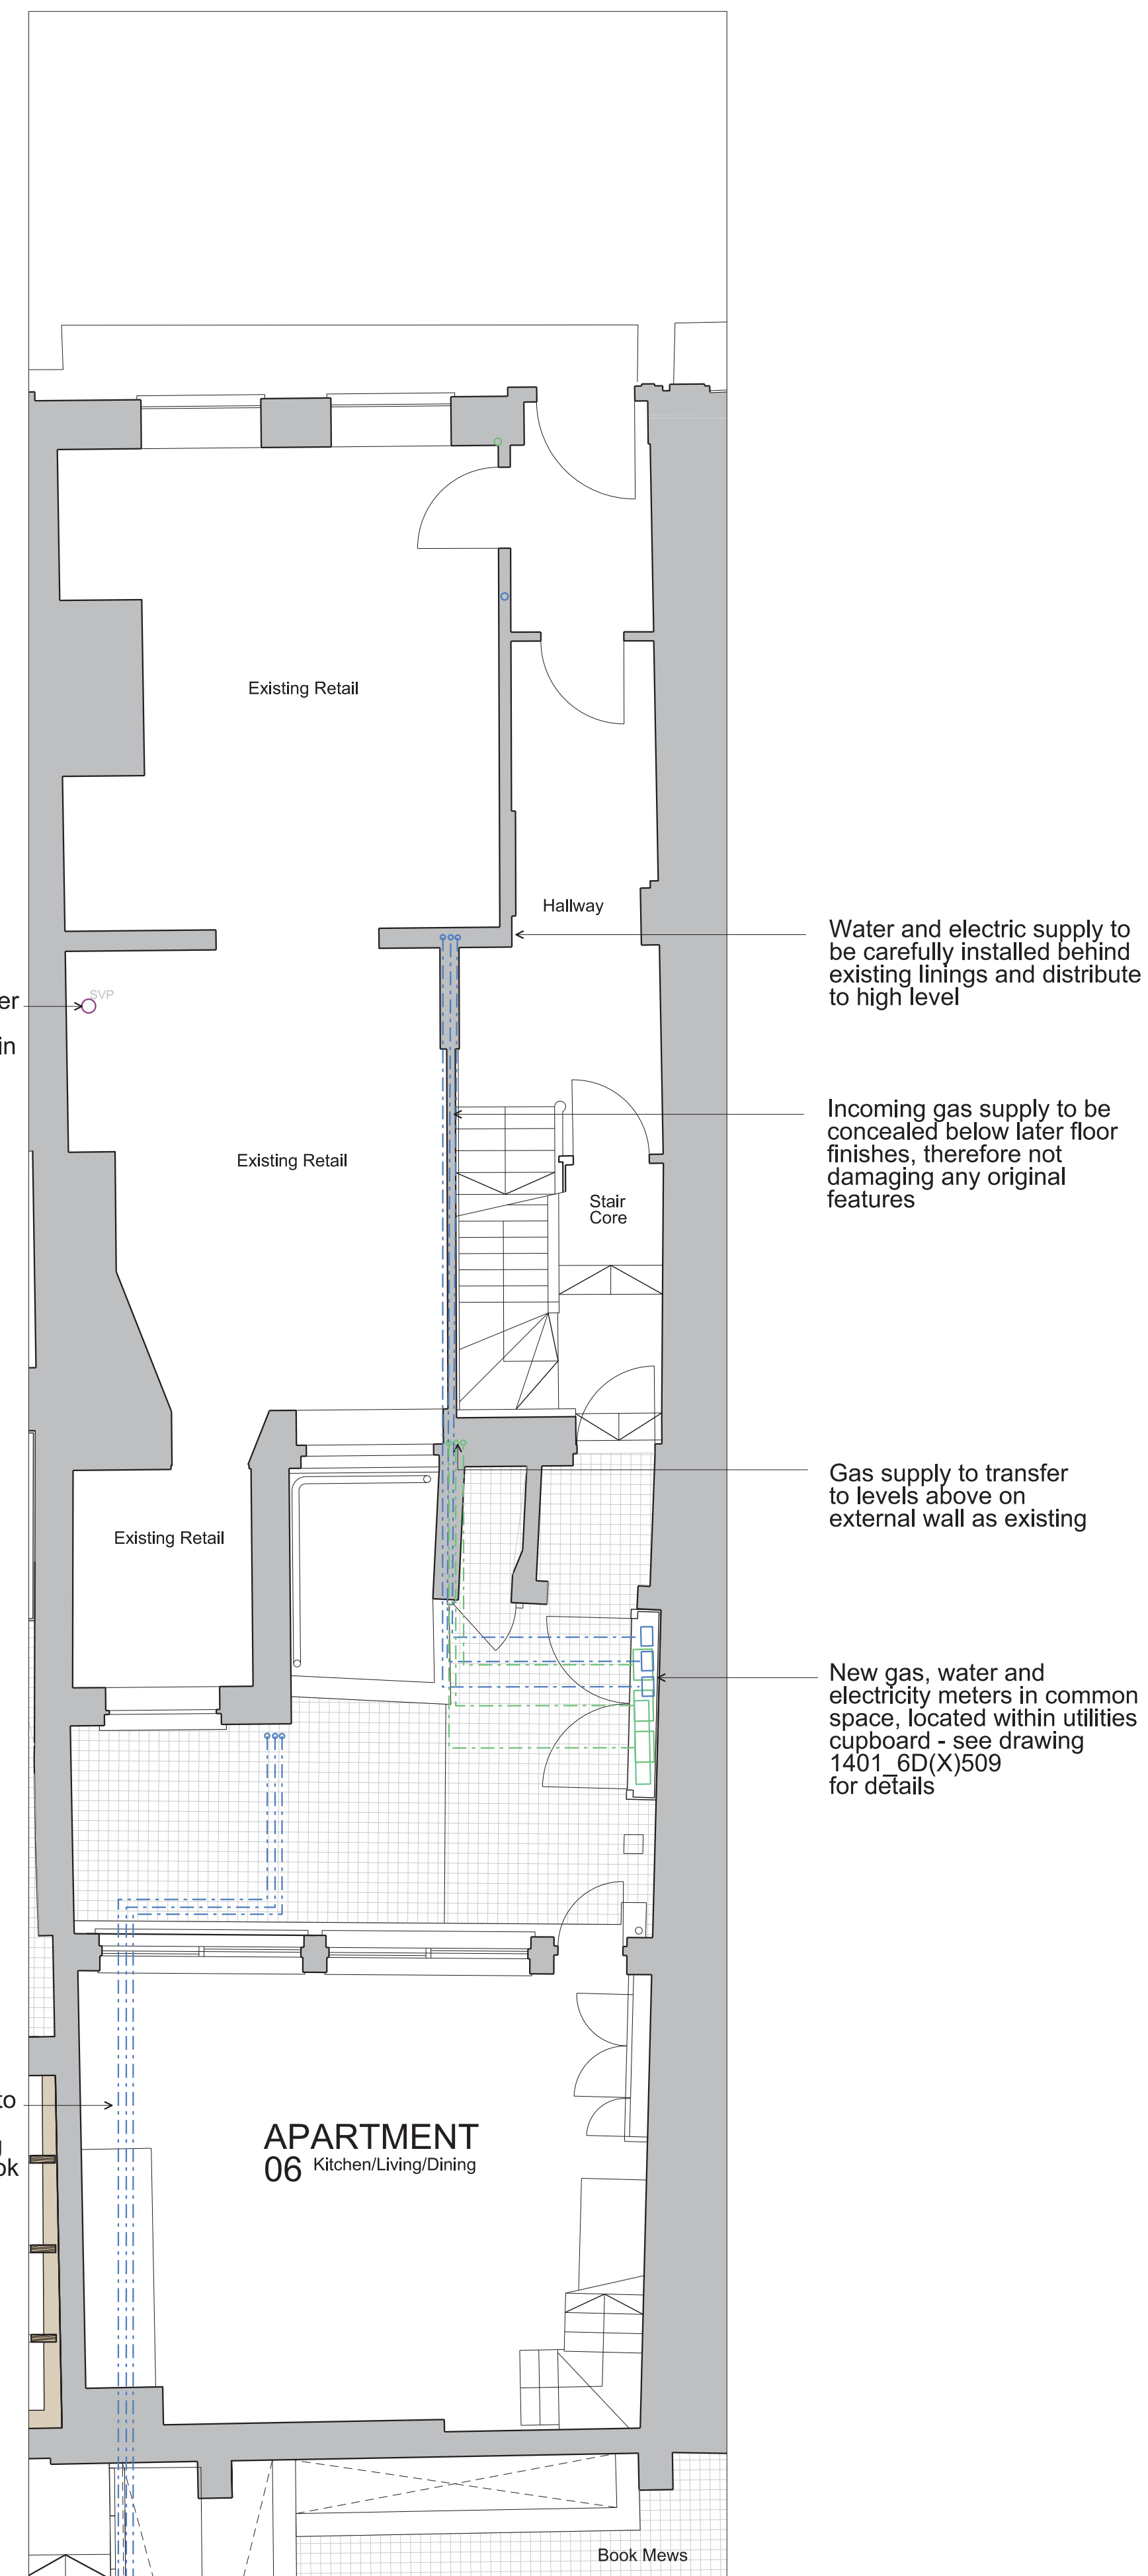 Existing Retail
Hallway
Water and electric supply to
be carefully installed behind
existing linings and distribute
to high level
SVP
er
in
Incoming gas supply to be
concealed below later floor
finishes, therefore not
damaging any original
features
Existing Retail
Stair
Core
Gas supply to transfer
to levels above on
external wall as existing
Existing Retail
New gas, water and
electricity meters in common
space, located within utilities
cupboard - see drawing
1401_6D(X)509
for details
to
ok
APARTMENT
06 Kitchen/Living/Dining
Book Mews